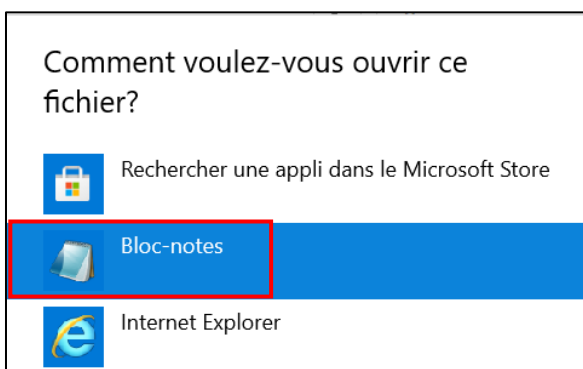 Comment voulez-vous ouvrir ce
fichier?
Rechercher une appli dans le Microsoft Store
Bloc-notes
Internet Explorer